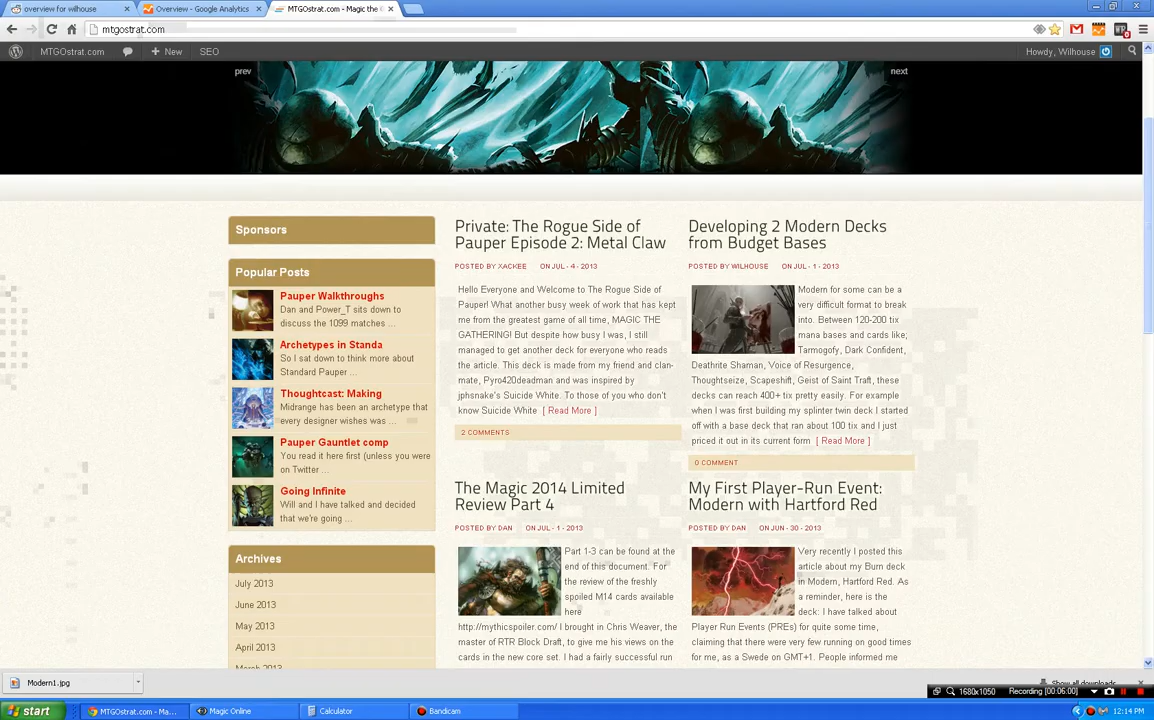 overview for wilhouse
Overview - Google Analytics
MTGOstrat.com - Magic the
mtgostrat.com
MTGOstrat.com
New
SEO
Howdy, Wilhouse
prev
next
Sponsors
Popular Posts
Pauper Walkthroughs
Dan and Power_T sits down to
discuss the 1099 matches ...
Archetypes in Standa
So I sat down to think more about
Standard Pauper ...
Thoughtcast: Making
Midrange has been an archetype that
every designer wishes was ...
Pauper Gauntlet comp
You read it here first (unless you were
on Twitter ...
Going Infinite
Will and I have talked and decided
that we're going ...
Archives
July 2013
June 2013
May 2013
April 2013
March 2013
Private: The Rogue Side of
Pauper Episode 2: Metal Claw
POSTED BY XACKEE ON JUL - 4 - 2013
Hello Everyone and Welcome to The Rogue Side of
Pauper! What another busy week of work that has kept
me from the greatest game of all time, MAGIC THE
GATHERING! But despite how busy I was, I still
managed to get another deck for everyone who reads
the article. This deck is made from my friend and clan-
mate, Pyro420deadman and was inspired by
jphsnake's Suicide White. To those of you who don't
know Suicide White [ Read More ]
2 COMMENTS
Developing 2 Modern Decks
from Budget Bases
POSTED BY WILHOUSE ON JUL - 1 - 2013
Modern for some can be a
very difficult format to break
into. Between 120-200 tix
mana bases and cards like;
Tarmogofy, Dark Confident,
Deathrite Shaman, Voice of Resurgence,
Thoughtseize, Scapeshift, Geist of Saint Traft, these
decks can reach 400+ tix pretty easily. For example
when I was first building my splinter twin deck I started
off with a base deck that ran about 100 tix and I just
priced it out in its current form [ Read More ]
0 COMMENT
The Magic 2014 Limited
Review Part 4
POSTED BY DAN ON JUL - 1 - 2013
Part 1-3 can be found at the
end of this document. For
the review of the freshly
spoiled M14 cards available
here
http://mythicspoiler.com/ I brought in Chris Weaver, the
master of RTR Block Draft, to give me his views on the
cards in the new core set. I had a fairly successful run
My First Player-Run Event:
Modern with Hartford Red
POSTED BY DAN ON JUN - 30 - 2013
Very recently I posted this
article about my Burn deck
in Modern, Hartford Red. As
a reminder, here is the
deck: I have talked about
Player Run Events (PREs) for quite some time,
claiming that there were very few running on good times
for me, as a Swede on GMT+1. People informed me
Modern1.jpg
Show all downloads...
1680x1050
Recording [00:06:00]
start
MTGOstrat.com - Ma...
Magic Online
Calculator
Bandicam
12:14 PM